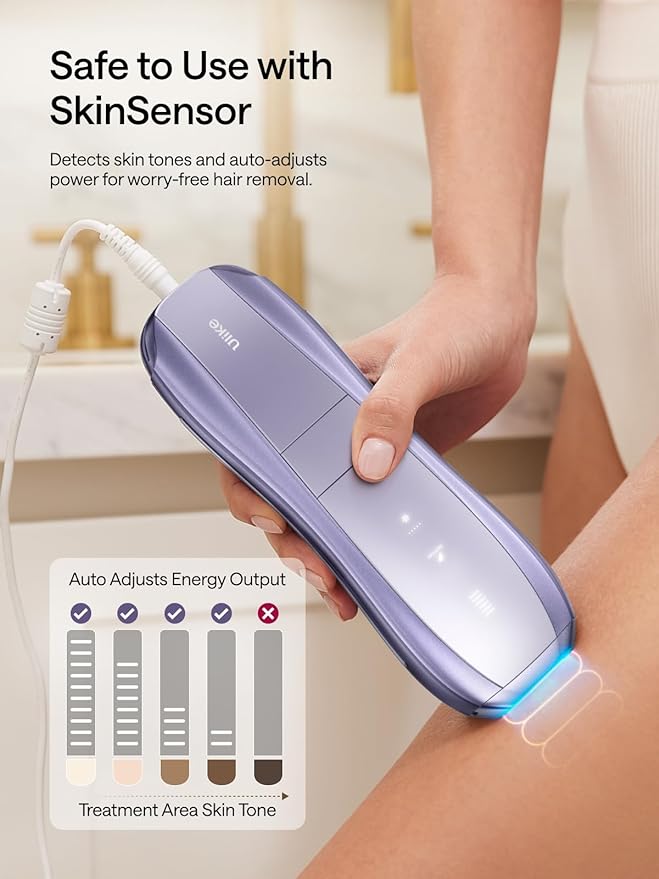 Safe to Use with
SkinSensor
Detects skin tones and auto-adjusts
power for worry-free hair removal.
Ulike
Auto Adjusts Energy Output
Treatment Area Skin Tone